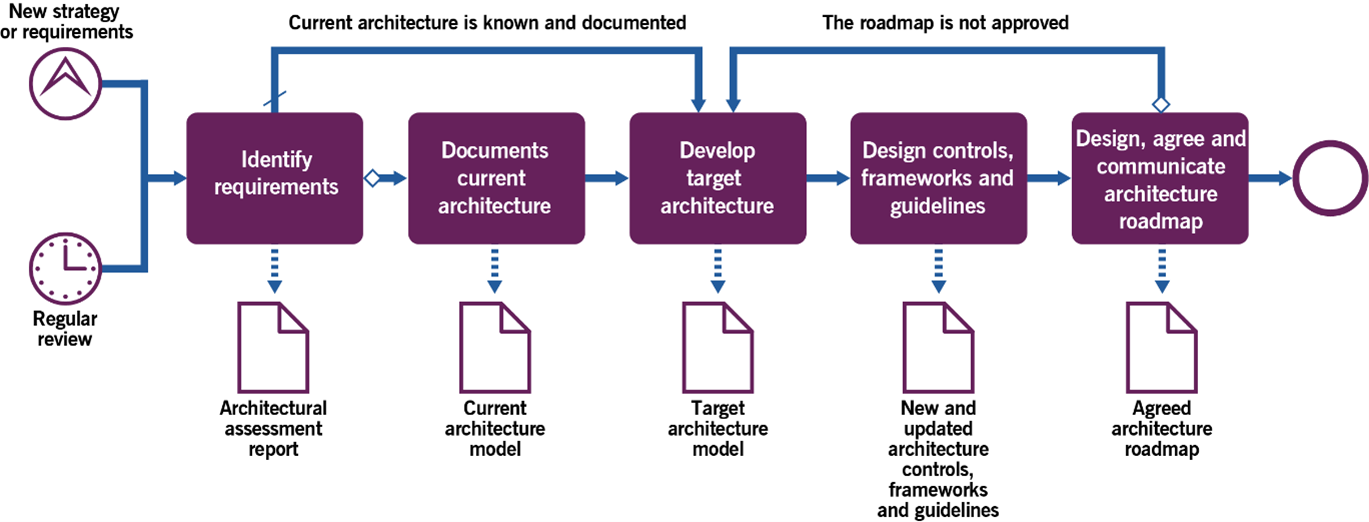 New strategy
or requirements
Current architecture is known and documented
The roadmap is not approved
Identify
requirements
Documents
current
architecture
Develop
target
architecture
Design controls,
frameworks and
guidelines
Design, agree and
communicate
architecture
roadmap
Regular
review
Architectural
assessment
report
Current
architecture
model
Target
architecture
model
New and
updated
architecture
controls,
frameworks
and guidelines
Agreed
architecture
roadmap